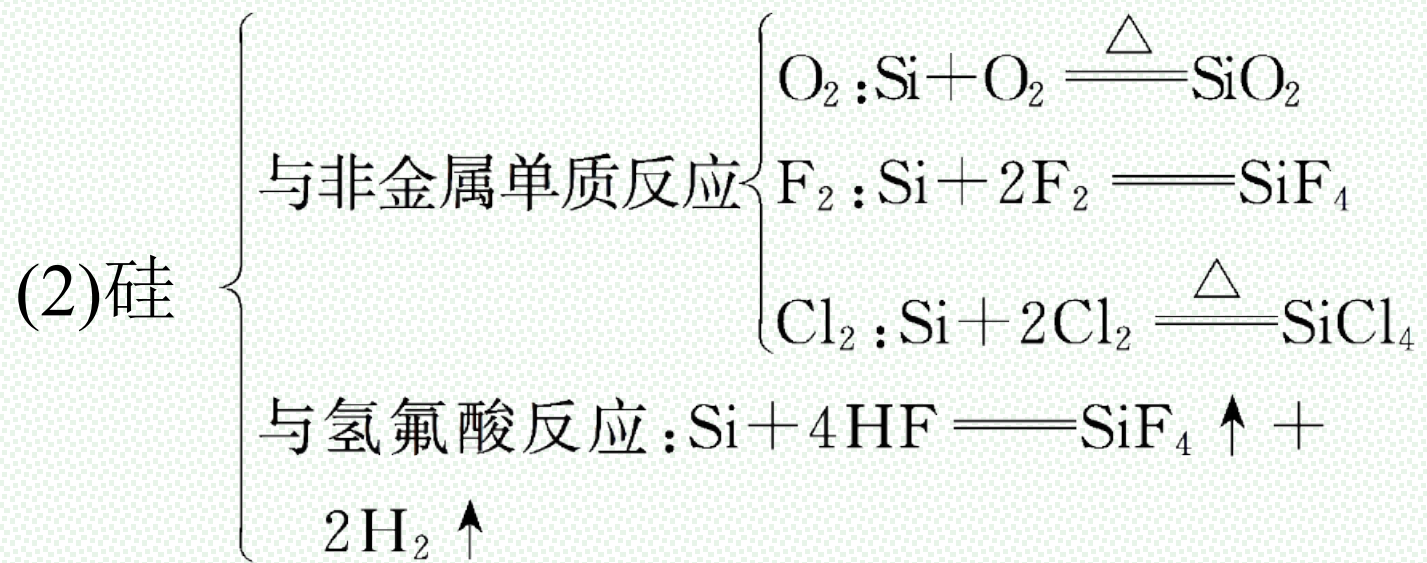 O₂:Si+O₂ ══△══ SiO₂
与非金属单质反应 F₂:Si+2F₂ ═══ SiF₄
(2)硅
Cl₂:Si+2Cl₂ ══△══ SiCl₄
与氢氟酸反应:Si+4HF ═══ SiF₄↑+
2H₂↑